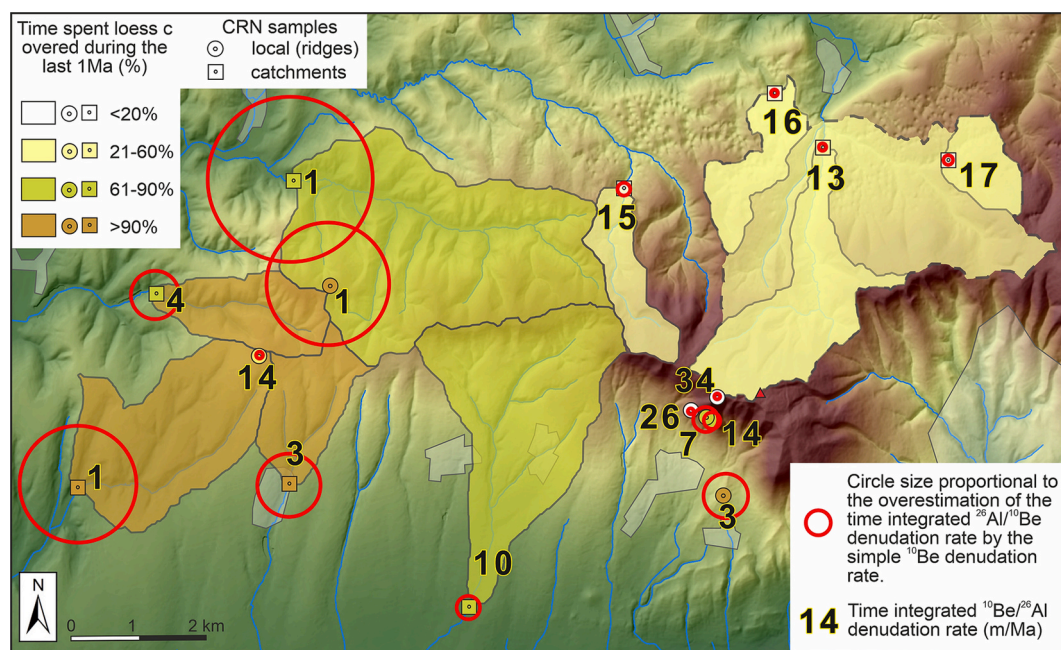 Time spent loess c
overed during the
last 1Ma (%)
<20%
21-60%
61-90%
>90%
CRN samples
local (ridges)
catchments
16
1
13
17
15
4
1
14
34
26
7
14
1
3
3
10
N
0 1 2 km
Circle size proportional to
the overestimation of the
time integrated ²⁶Al/¹⁰Be
denudation rate by the
simple ¹⁰Be denudation
rate.
14 Time integrated ¹⁰Be/²⁶Al
denudation rate (m/Ma)